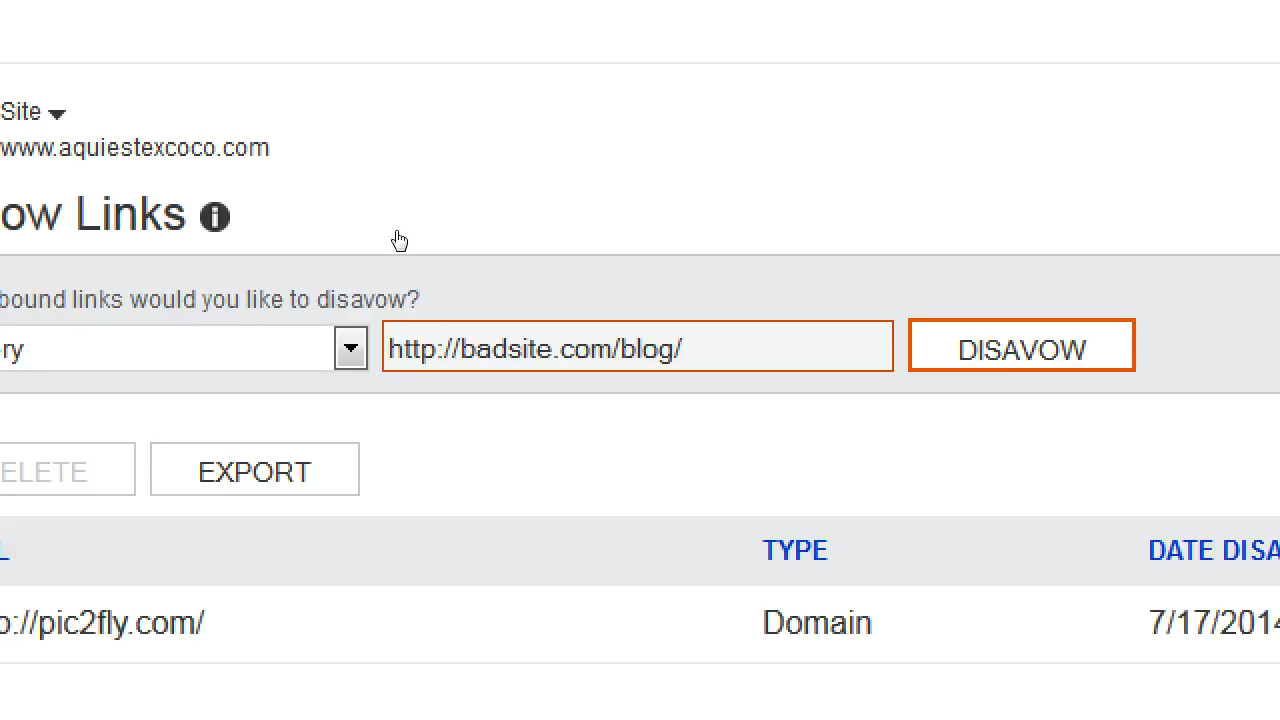 Site
www.aquiestexcoco.com
ow Links
bound links would you like to disavow?
ry http://badsite.com/blog/ DISAVOW
ELETE EXPORT
L TYPE DATE DISA
p://pic2fly.com/ Domain 7/17/2014